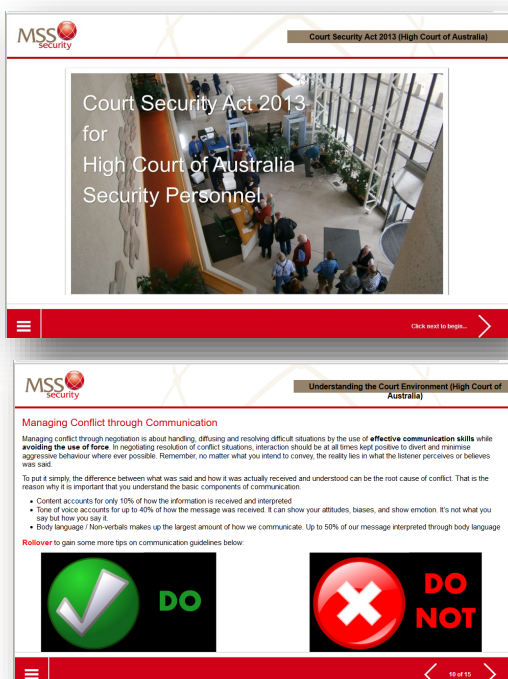 MSS
security
Court Security Act 2013 (High Court of Australia)
Court Security Act 2013
for
High Court of Australia
Security Personnel
Click next to begin...
MSS
security
Understanding the Court Environment (High Court of
Australia)
Managing Conflict through Communication
Managing conflict through negotiation is about handling, diffusing and resolving difficult situations by the use of effective communication skills while
avoiding the use of force. In negotiating resolution of conflict situations, interaction should be at all times kept positive to divert and minimise
aggressive behaviour where ever possible. Remember, no matter what you intend to convey, the reality lies in what the listener perceives or believes
was said.
To put it simply, the difference between what was said and how it was actually received and understood can be the root cause of conflict. That is the
reason why it is important that you understand the basic components of communication.
• Content accounts for only 10% of how the information is received and interpreted
• Tone of voice accounts for up to 40% of how the message was received. It can show your attitudes, biases, and show emotion. It's not what you
say but how you say it.
• Body language / Non-verbals makes up the largest amount of how we communicate. Up to 50% of our message interpreted through body language
Rollover to gain some more tips on communication guidelines below:
DO
DO
NOT
10 of 15